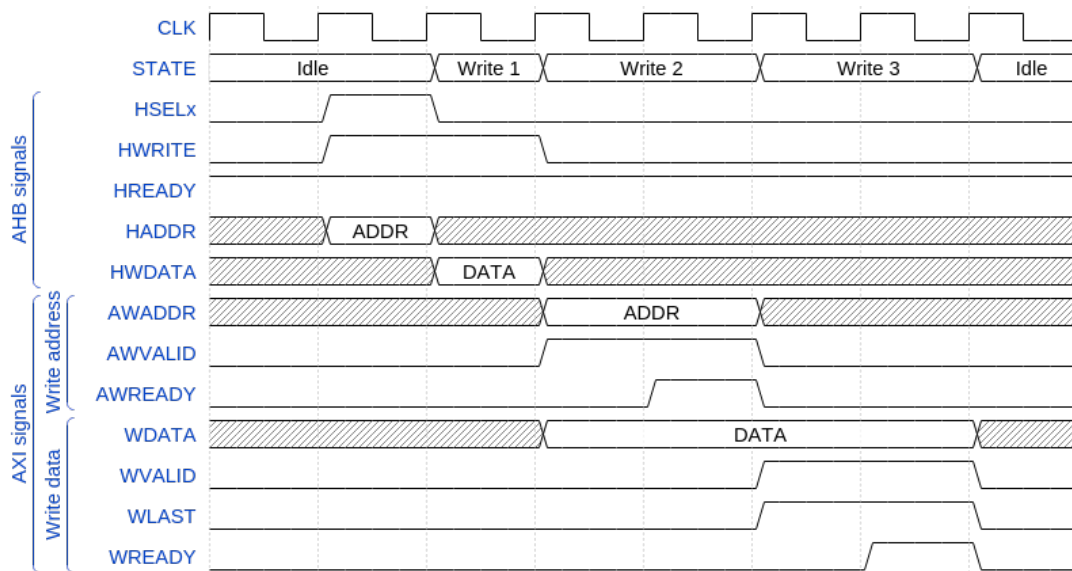 CLK
STATE Idle Write 1 Write 2 Write 3 Idle
AHB signals
HSELx
HWRITE
HREADY
HADDR ADDR
HWDATA DATA
AXI signals
Write address
AWADDR ADDR
AWVALID
AWREADY
Write data
WDATA DATA
WVALID
WLAST
WREADY